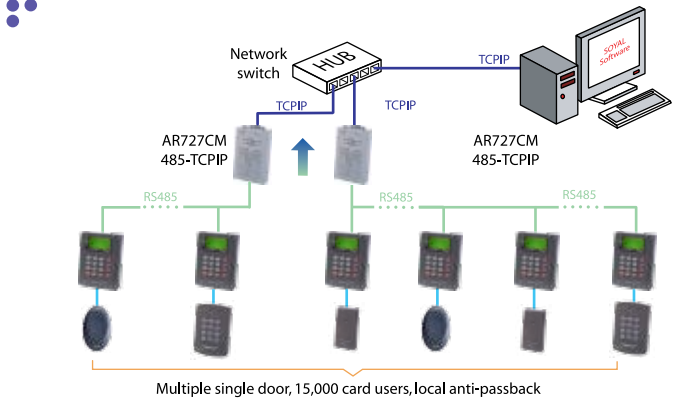 Network
switch
HUB
TCPIP
SOYAL
Software
TCPIP
TCPIP
AR727CM
485-TCPIP
AR727CM
485-TCPIP
RS485
RS485
RS485
Multiple single door, 15,000 card users, local anti-passback